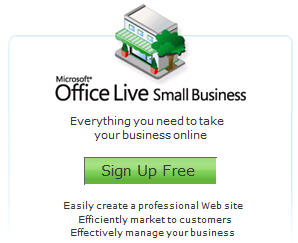 Microsoft®
Office Live Small Business
Everything you need to take
your business online
Sign Up Free
Easily create a professional Web site
Efficiently market to customers
Effectively manage your business